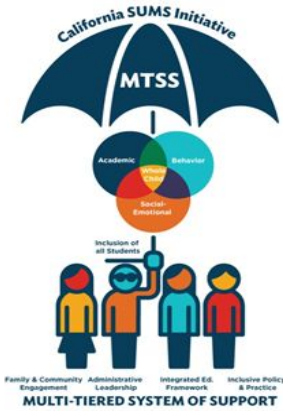 California SUMS Initiative
MTSS
Academic
Behavior
Whole
Child
Social-
Emotional
Inclusion of
all Students
Family & Community
Engagement
Administrative
Leadership
Integrated Ed.
Framework
Inclusive Policy
& Practice
MULTI-TIERED SYSTEM OF SUPPORT